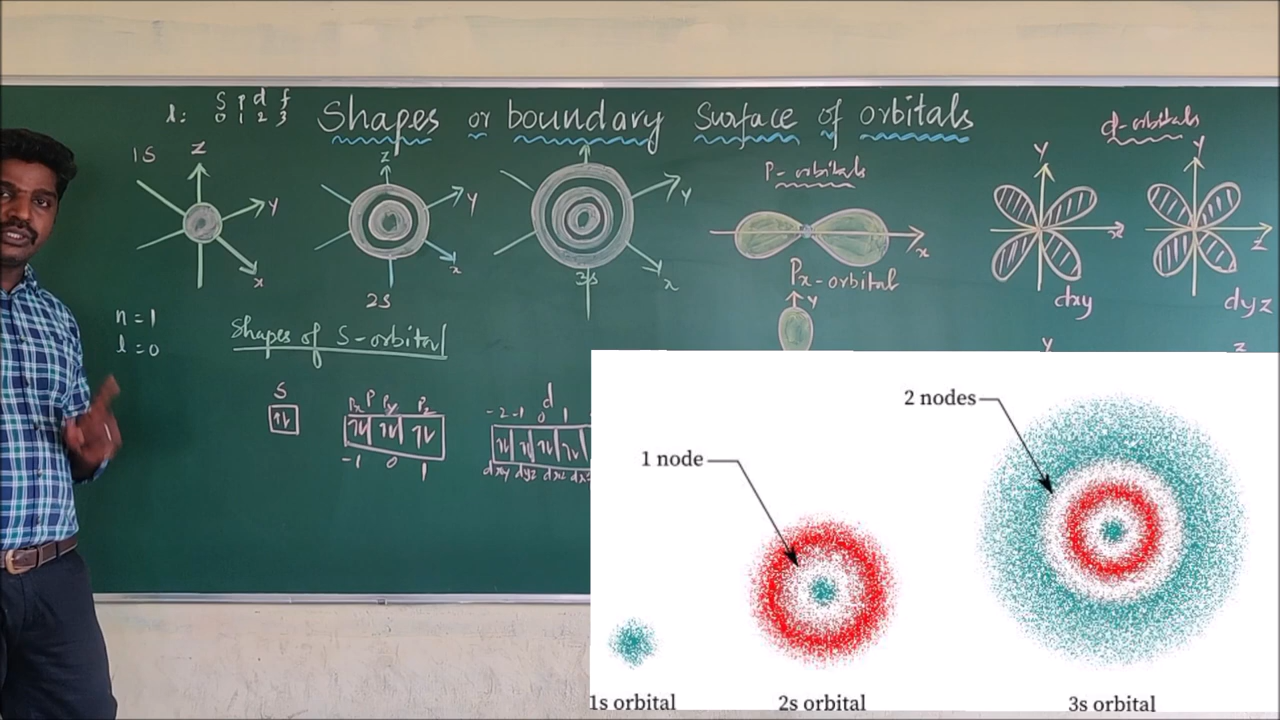 l: s p d f
0 1 2 3
Shapes or boundary Surface of orbitals
d-orbitals
1S
Z
Y
x
Z
Y
x
2S
Y
x
3S
P-orbitals
x
Px-orbital
Y
Y
x
dxy
Y
Z
dyz
n=1
l=0
Shapes of S-orbital
Y
z
S
Px P Py Pz
-1 0 1
d
-2 -1 0 1
dxy dyz dxz
2 nodes
1 node
1s orbital
2s orbital
3s orbital